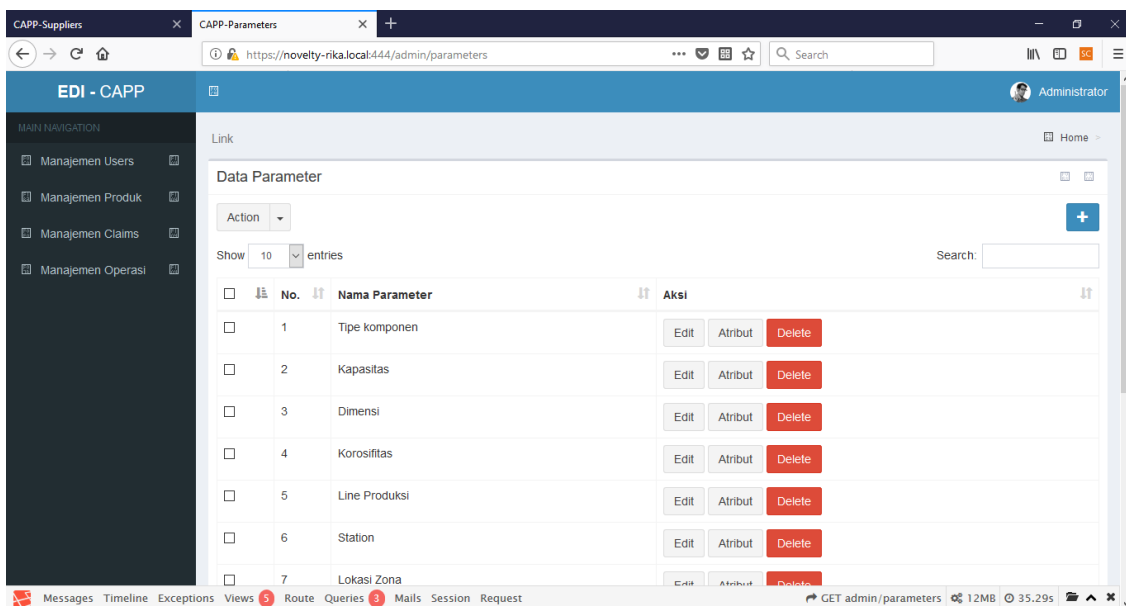 CAPP-Suppliers
CAPP-Parameters
https://novelty-rika.local:444/admin/parameters
Search
SC
EDI - CAPP
Administrator
MAIN NAVIGATION
Manajemen Users
Manajemen Produk
Manajemen Claims
Manajemen Operasi
Link
Home >
Data Parameter
Action
+
Show 10 entries
Search:
No. Nama Parameter Aksi
1 Tipe komponen Edit Atribut Delete
2 Kapasitas Edit Atribut Delete
3 Dimensi Edit Atribut Delete
4 Korosifitas Edit Atribut Delete
5 Line Produksi Edit Atribut Delete
6 Station Edit Atribut Delete
7 Lokasi Zona Edit Atribut Delete
Messages Timeline Exceptions Views 5 Route Queries 3 Mails Session Request GET admin/parameters 12MB 35.29s